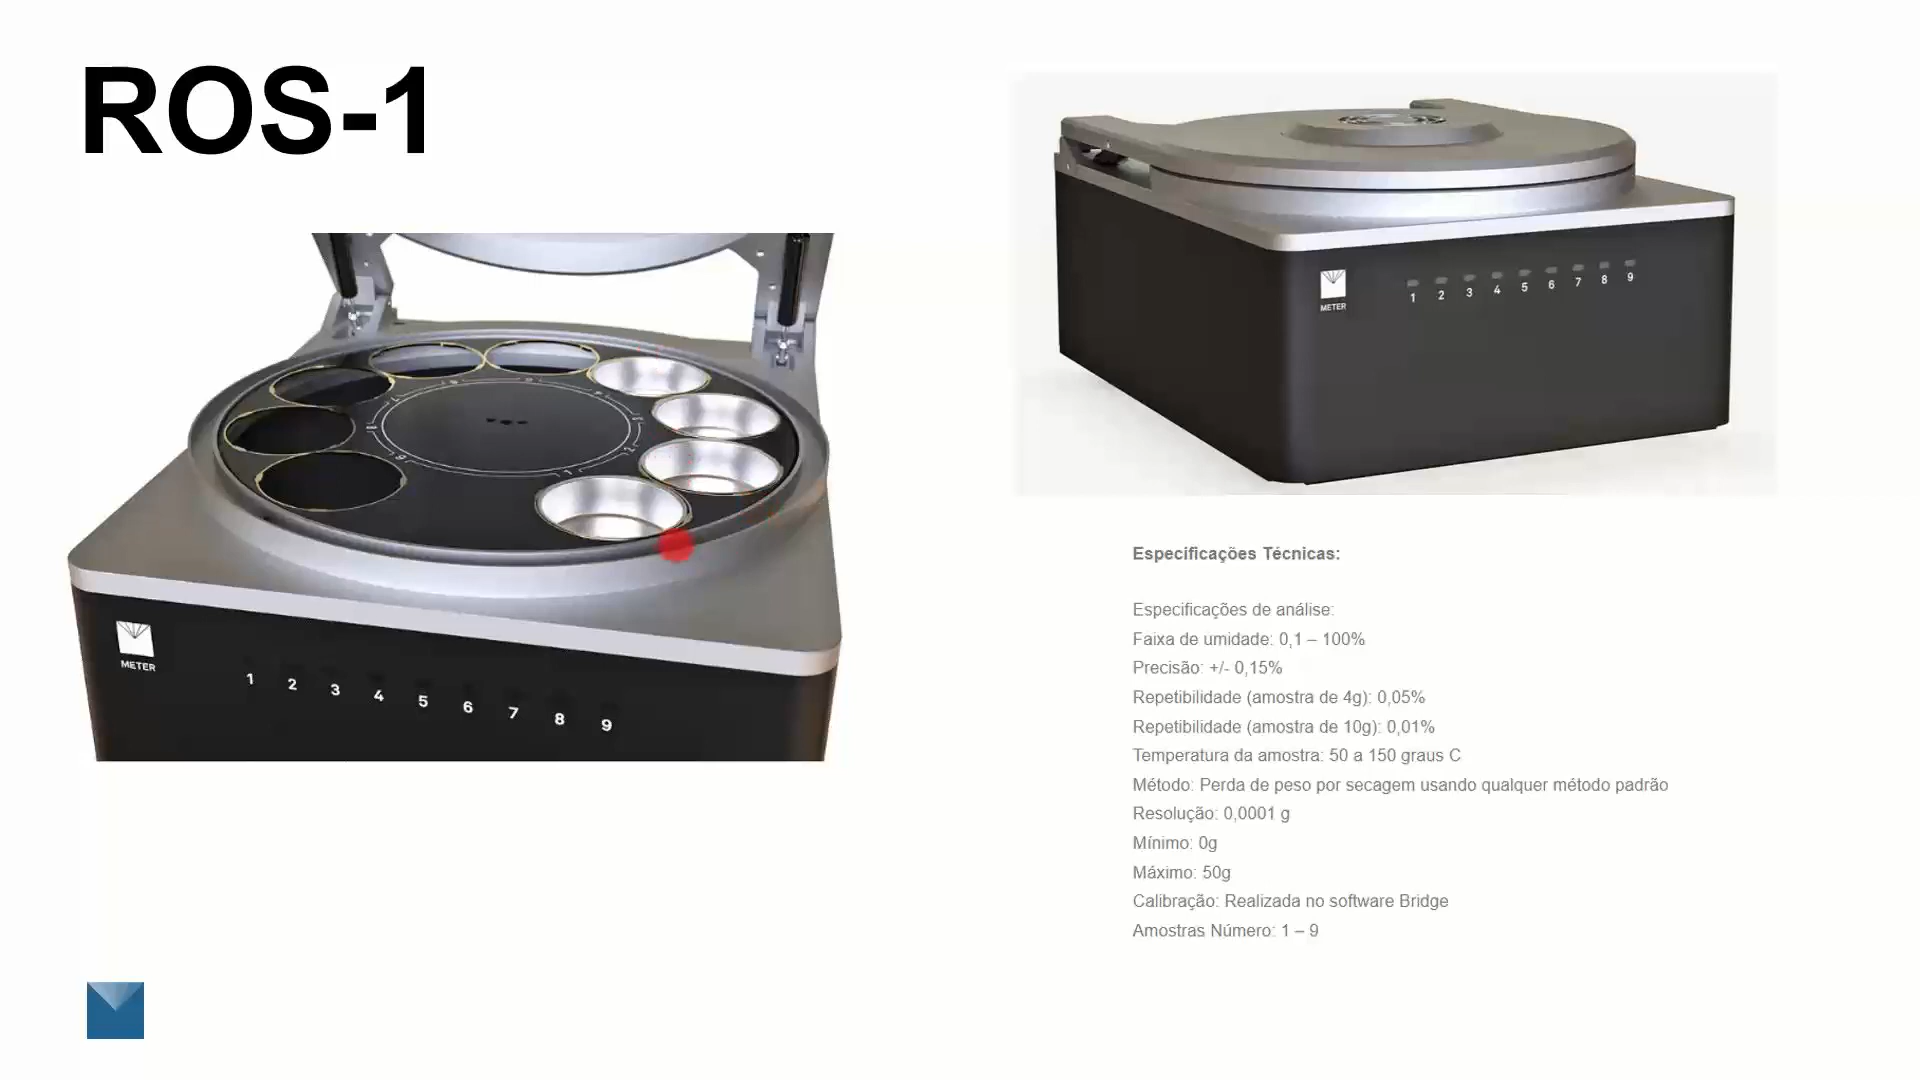 ROS-1
METER
1 2 3 4 5 6 7 8 9
METER
1 2 3 4 5 6 7 8 9
Especificações Técnicas:
Especificações de análise:
Faixa de umidade: 0,1 – 100%
Precisão: +/- 0,15%
Repetibilidade (amostra de 4g): 0,05%
Repetibilidade (amostra de 10g): 0,01%
Temperatura da amostra: 50 a 150 graus C
Método: Perda de peso por secagem usando qualquer método padrão
Resolução: 0,0001 g
Mínimo: 0g
Máximo: 50g
Calibração: Realizada no software Bridge
Amostras Número: 1 – 9